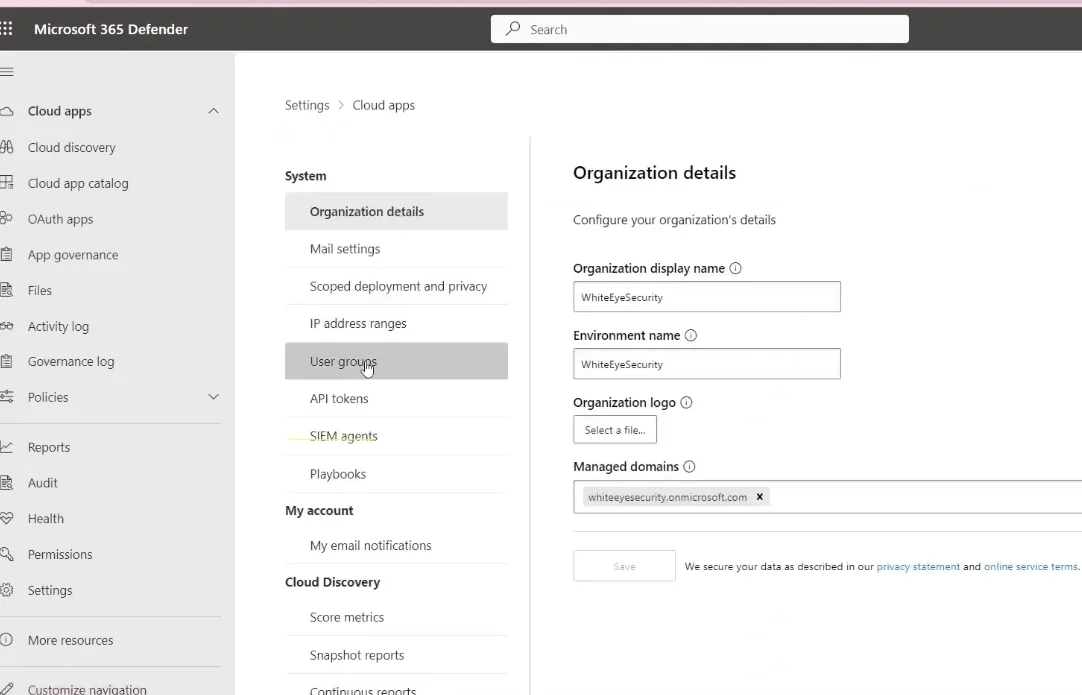 Microsoft 365 Defender
Search
Cloud apps
Cloud discovery
Cloud app catalog
OAuth apps
App governance
Files
Activity log
Governance log
Policies
Reports
Audit
Health
Permissions
Settings
More resources
Customize navigation
Settings > Cloud apps
System
Organization details
Mail settings
Scoped deployment and privacy
IP address ranges
User groups
API tokens
SIEM agents
Playbooks
My account
My email notifications
Cloud Discovery
Score metrics
Snapshot reports
Continuous reports
Organization details
Configure your organization's details
Organization display name
WhiteEyeSecurity
Environment name
WhiteEyeSecurity
Organization logo
Select a file...
Managed domains
whiteeyesecurity.onmicrosoft.com
Save
We secure your data as described in our privacy statement and online service terms.